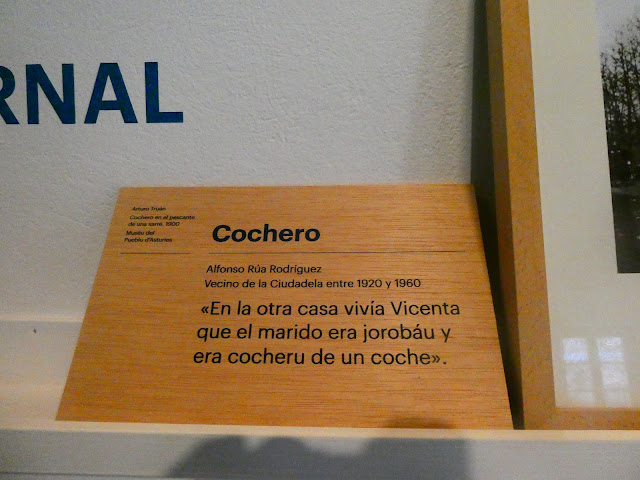 RNAL
Arturo Truan
Cochero en el pescante
de una jarré, 1900
Muséu del
Pueblu d'Asturies
Cochero
Alfonso Rúa Rodríguez
Vecino de la Ciudadela entre 1920 y 1960
«En la otra casa vivía Vicenta
que el marido era jorobáu y
era cocheru de un coche».